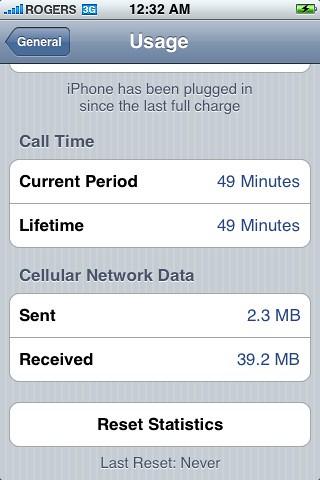 ROGERS 3G 12:32 AM
General
Usage
iPhone has been plugged in
since the last full charge
Call Time
Current Period 49 Minutes
Lifetime 49 Minutes
Cellular Network Data
Sent 2.3 MB
Received 39.2 MB
Reset Statistics
Last Reset: Never